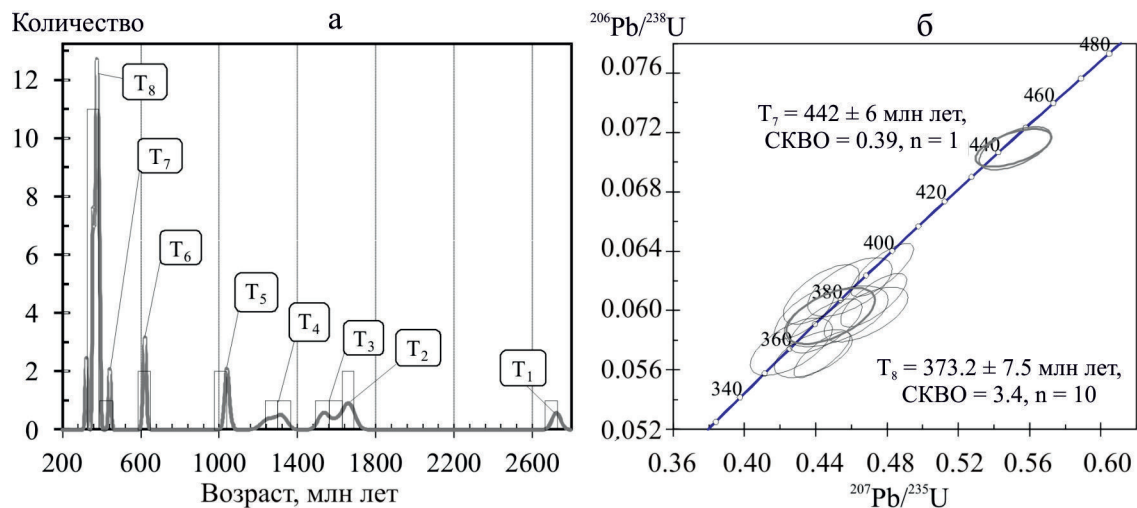 Количество
а
12
10
8
6
4
2
0
T8
T7
T6
T5
T4
T3
T2
T1
200 600 1000 1400 1800 2200 2600
Возраст, млн лет
206Pb/238U
б
0.076
0.072
0.068
0.064
0.060
0.056
0.052
480
460
440
420
400
380
360
340
T7 = 442 ± 6 млн лет,
СКВО = 0.39, n = 1
T8 = 373.2 ± 7.5 млн лет,
СКВО = 3.4, n = 10
0.36 0.40 0.44 0.48 0.52 0.56 0.60
207Pb/235U